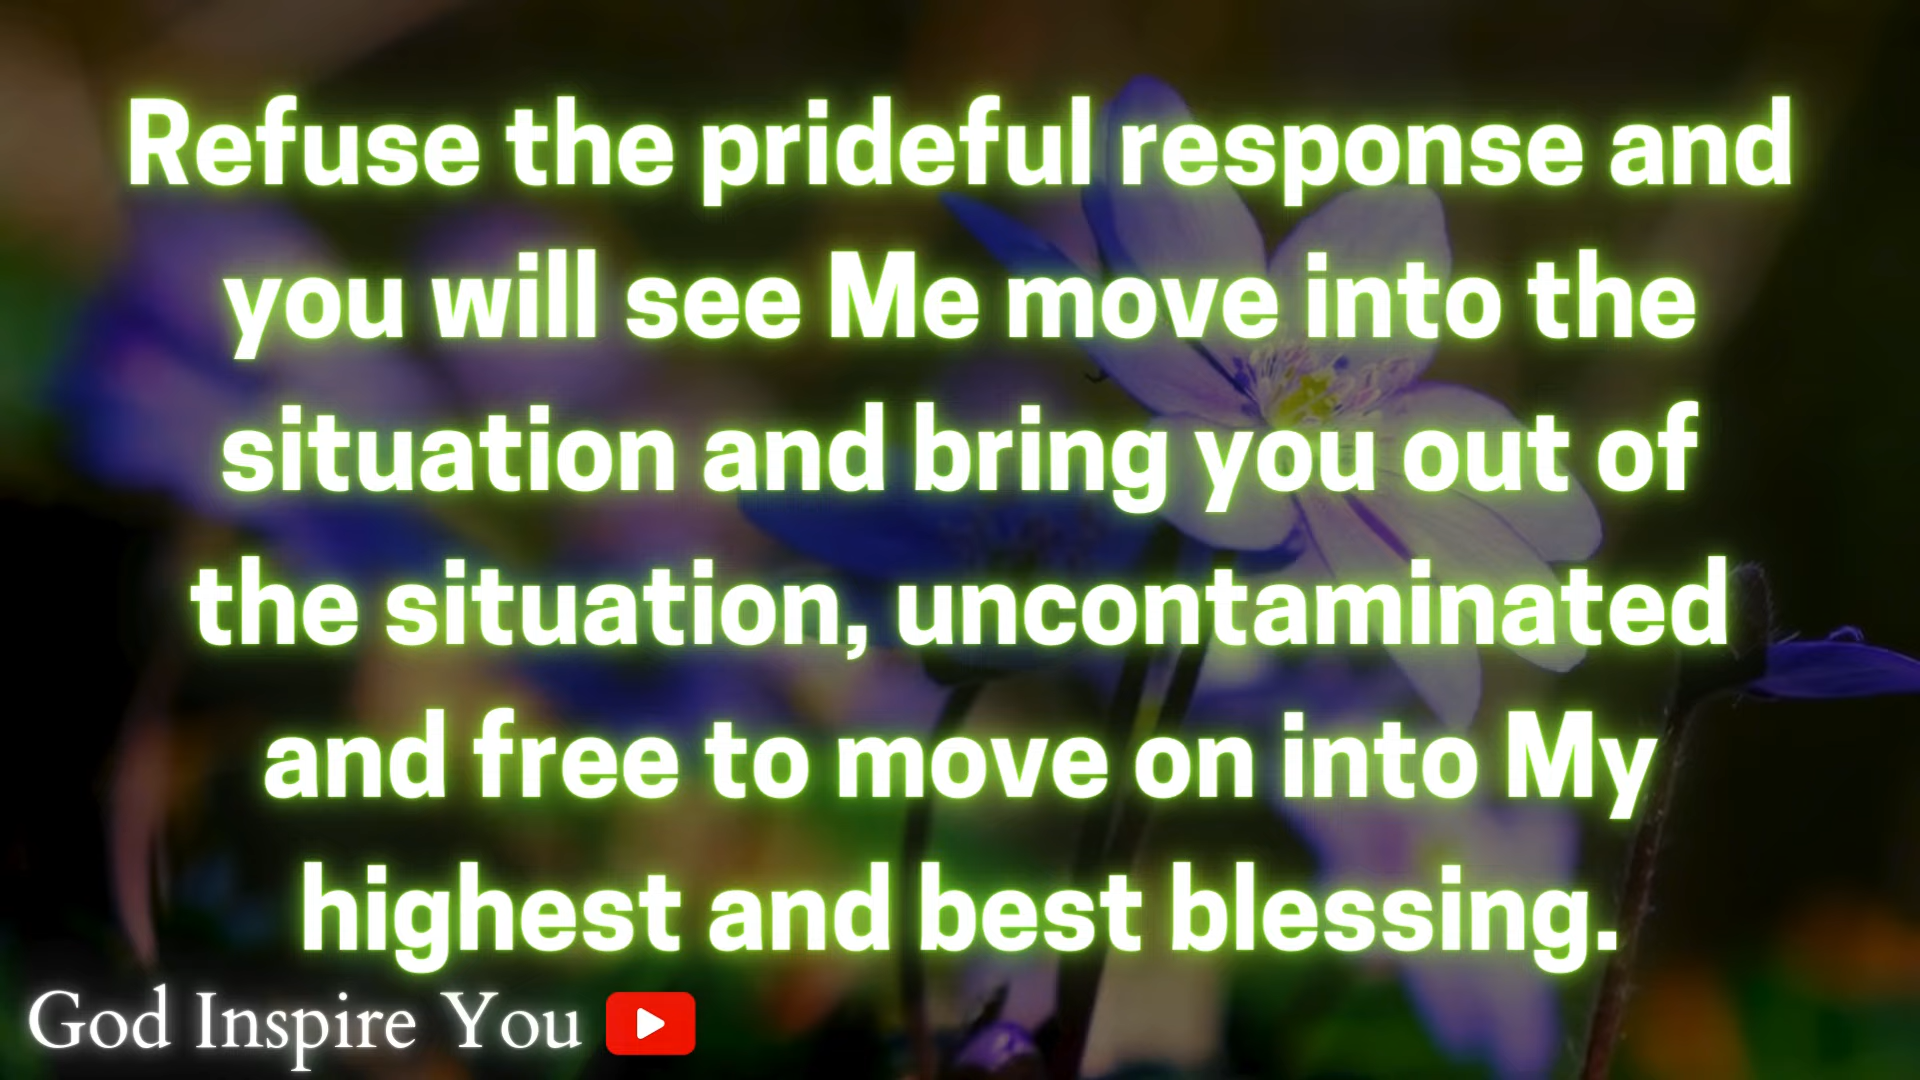 Refuse the prideful response and
you will see Me move into the
situation and bring you out of
the situation, uncontaminated
and free to move on into My
highest and best blessing.
God Inspire You